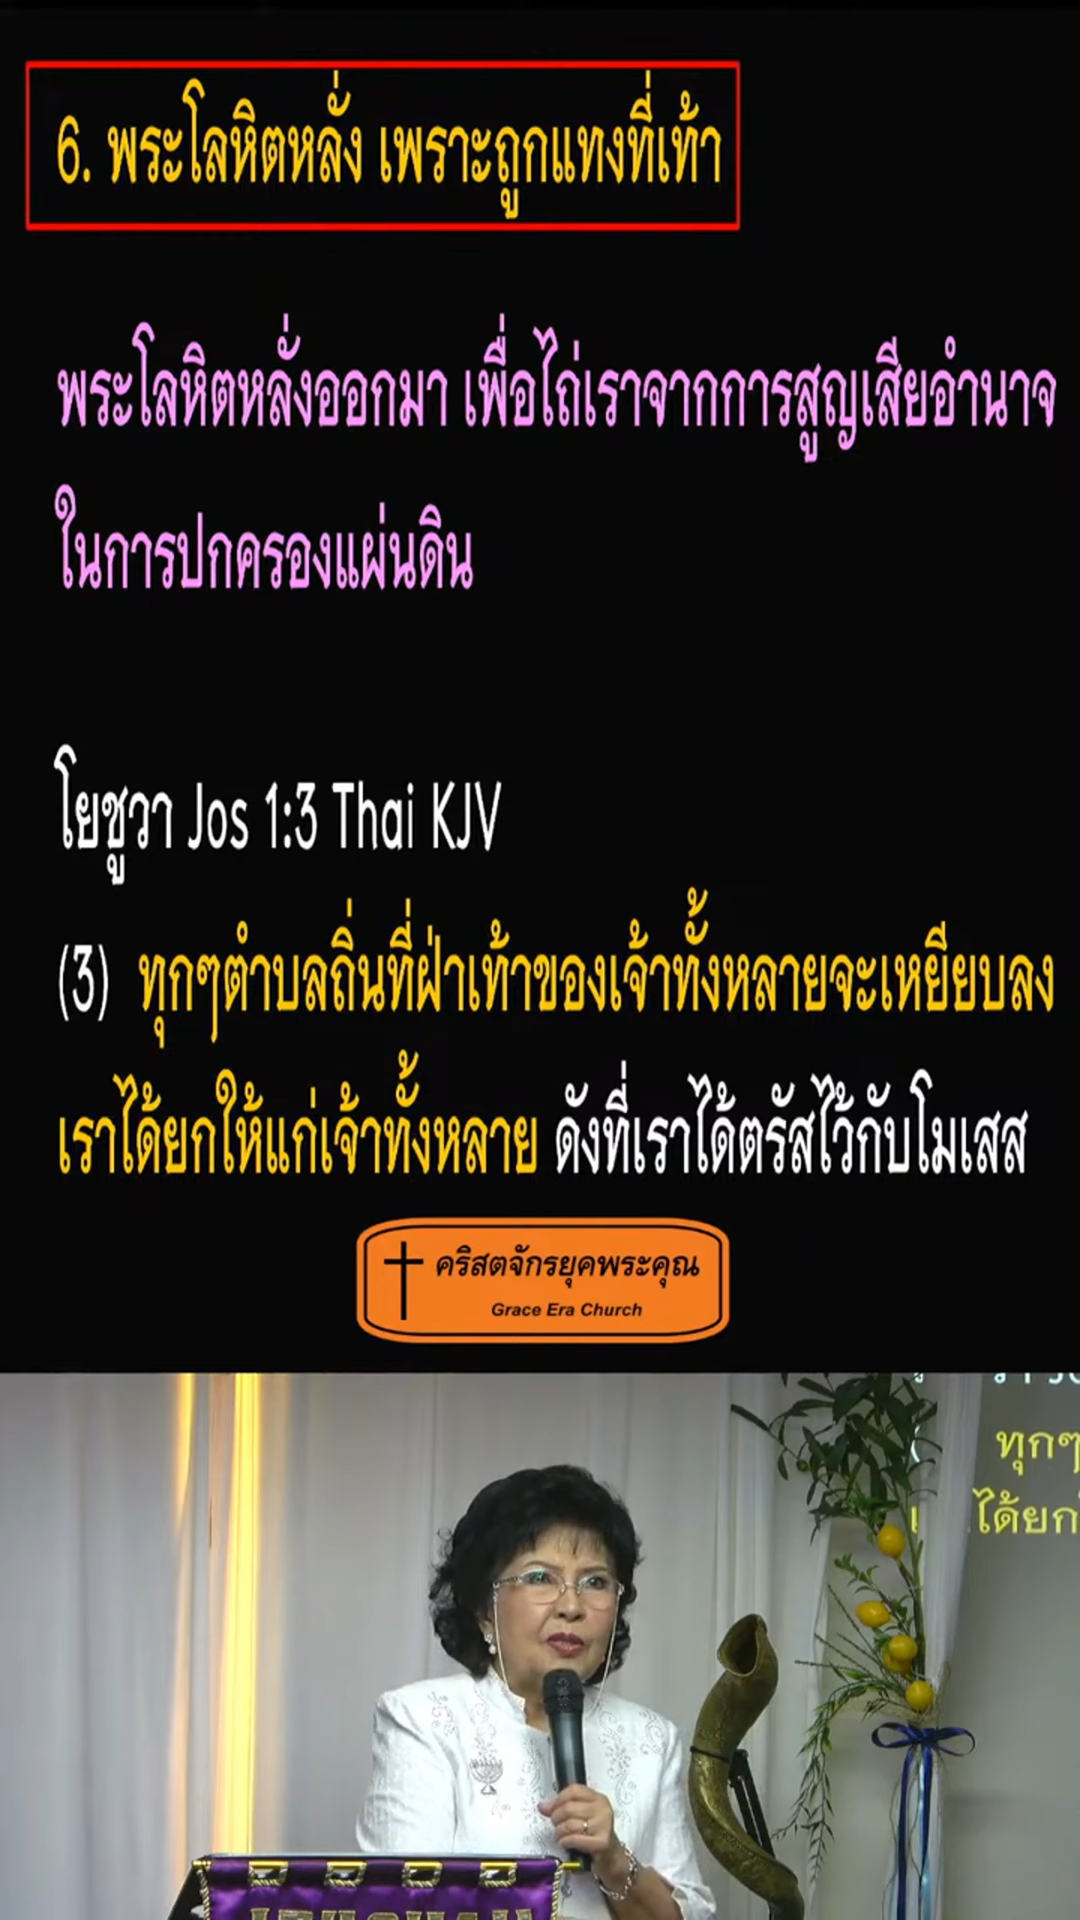 6. พระโลหิตหลั่ง เพราะถูกแทงที่เท้า
พระโลหิตหลั่งออกมา เพื่อไถ่เราจากการสูญเสียอำนาจ
ในการปกครองแผ่นดิน
โยชูวา Jos 1:3 Thai KJV
(3) ทุกๆตำบลถิ่นที่ฝ่าเท้าของเจ้าทั้งหลายจะเหยียบลง
เราได้ยกให้แก่เจ้าทั้งหลาย ดังที่เราได้ตรัสไว้กับโมเสส
คริสตจักรยุคพระคุณ
Grace Era Church
ทุกๆ
ได้ยก